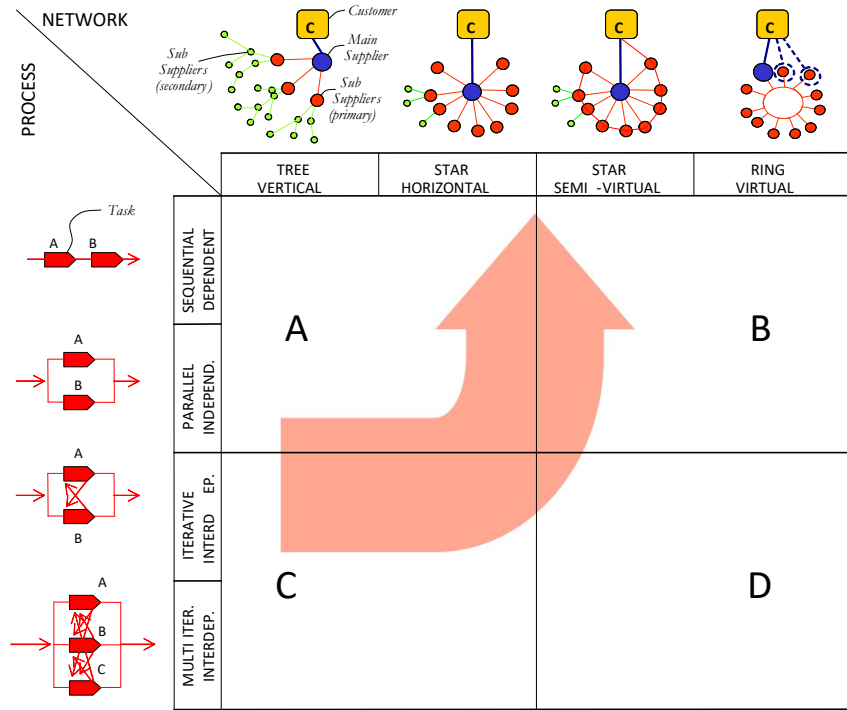 NETWORK
PROCESS
C
Customer
Main
Supplier
Sub
Suppliers
(secondary)
Sub
Suppliers
(primary)
C
C
C
TREE
VERTICAL
STAR
HORIZONTAL
STAR
SEMI -VIRTUAL
RING
VIRTUAL
Task
A B
SEQUENTIAL
DEPENDENT
A
B
PARALLEL
INDEPEND.
A
B
ITERATIVE
INTERD EP.
A
B
C
MULTI ITER.
INTERDEP.
A
B
C
D